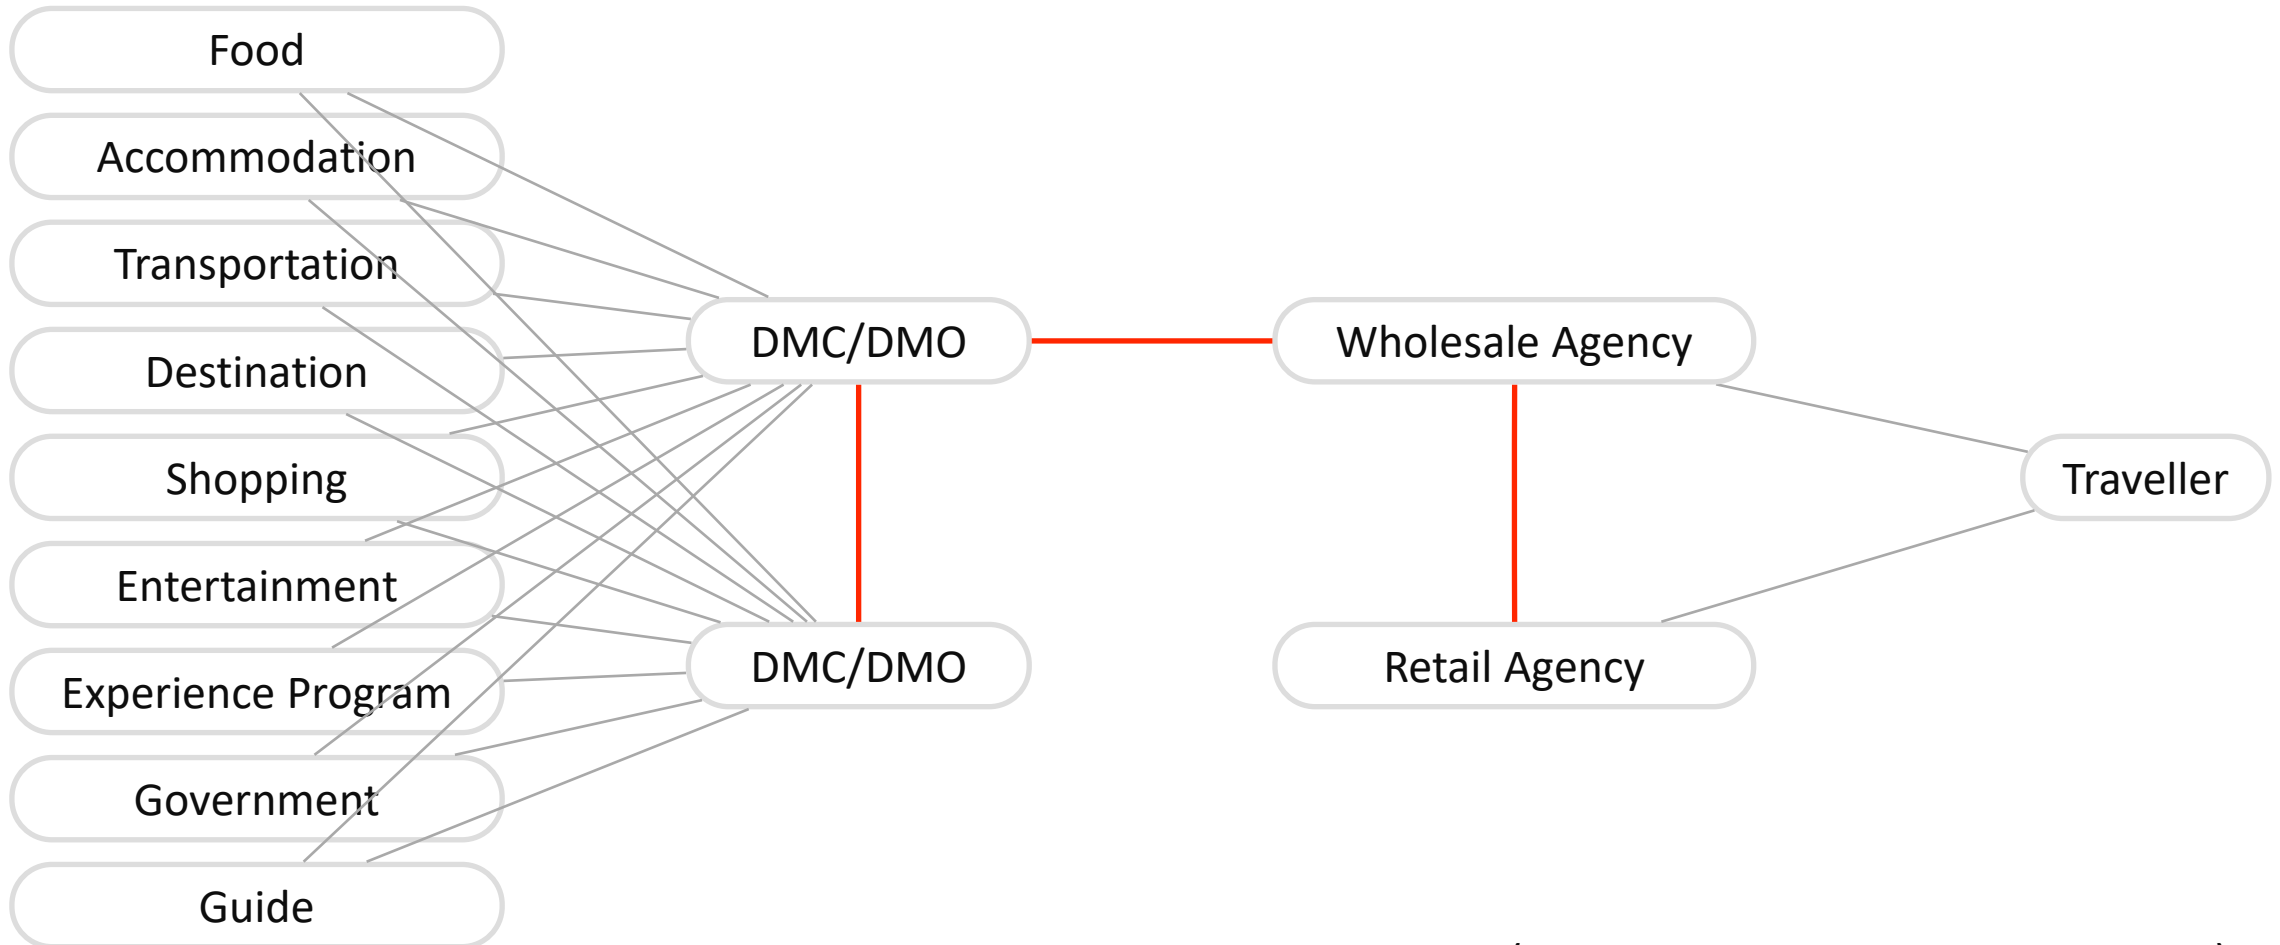 Food
Accommodation
Transportation
Destination
Shopping
Entertainment
Experience Program
Government
Guide
DMC/DMO
DMC/DMO
Wholesale Agency
Retail Agency
Traveller